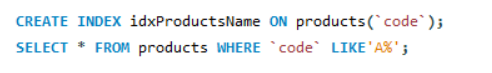 CREATE INDEX idxProductsName ON products(`code`);
SELECT * FROM products WHERE `code` LIKE'A%';